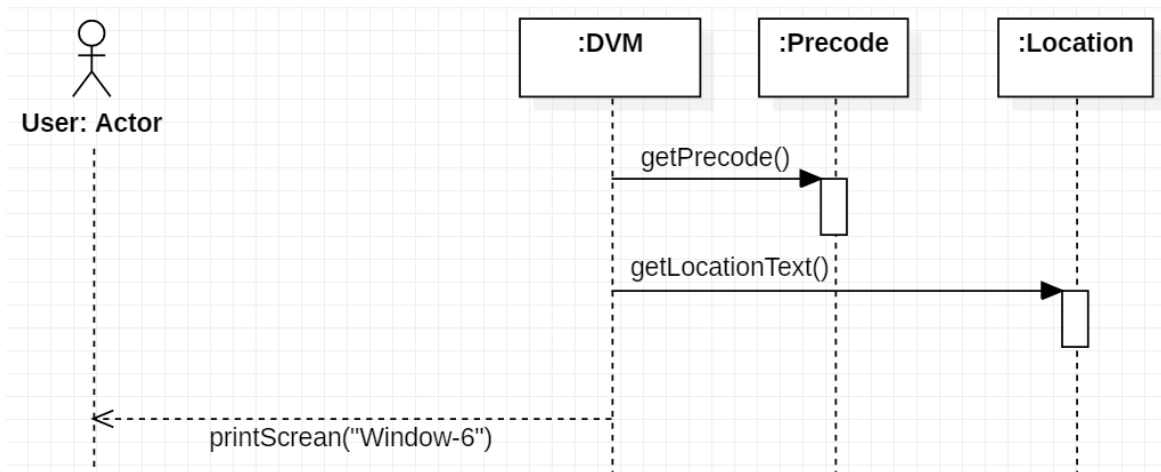 :DVM
:Precode
:Location
User: Actor
getPrecode()
getLocationText()
printScrean("Window-6")